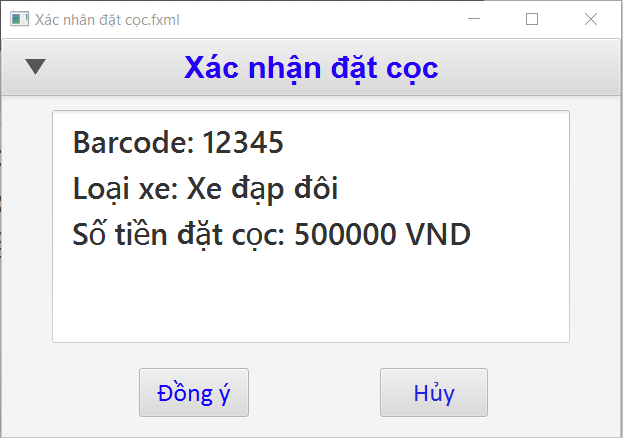 Xác nhân đặt cọc.fxml
Xác nhận đặt cọc
Barcode: 12345
Loại xe: Xe đạp đôi
Số tiền đặt cọc: 500000 VND
Đồng ý
Hủy